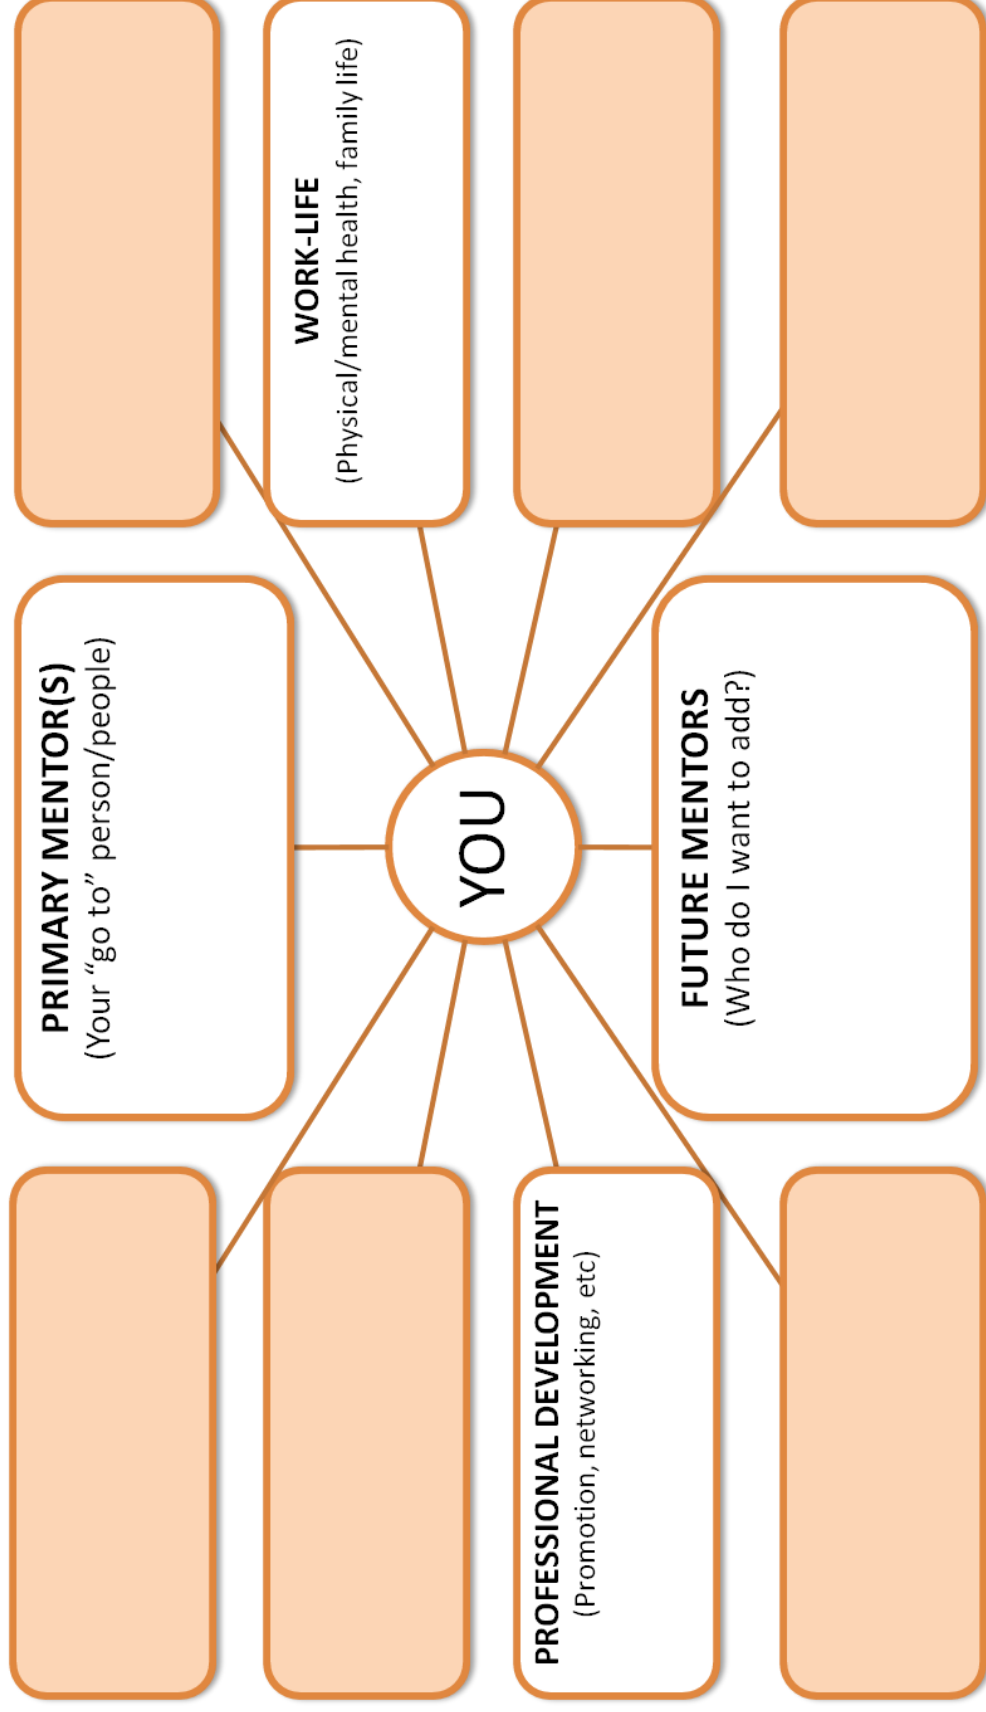 PRIMARY MENTOR(S)
(Your “go to” person/people)
WORK-LIFE
(Physical/mental health, family life)
YOU
PROFESSIONAL DEVELOPMENT
(Promotion, networking, etc)
FUTURE MENTORS
(Who do I want to add?)